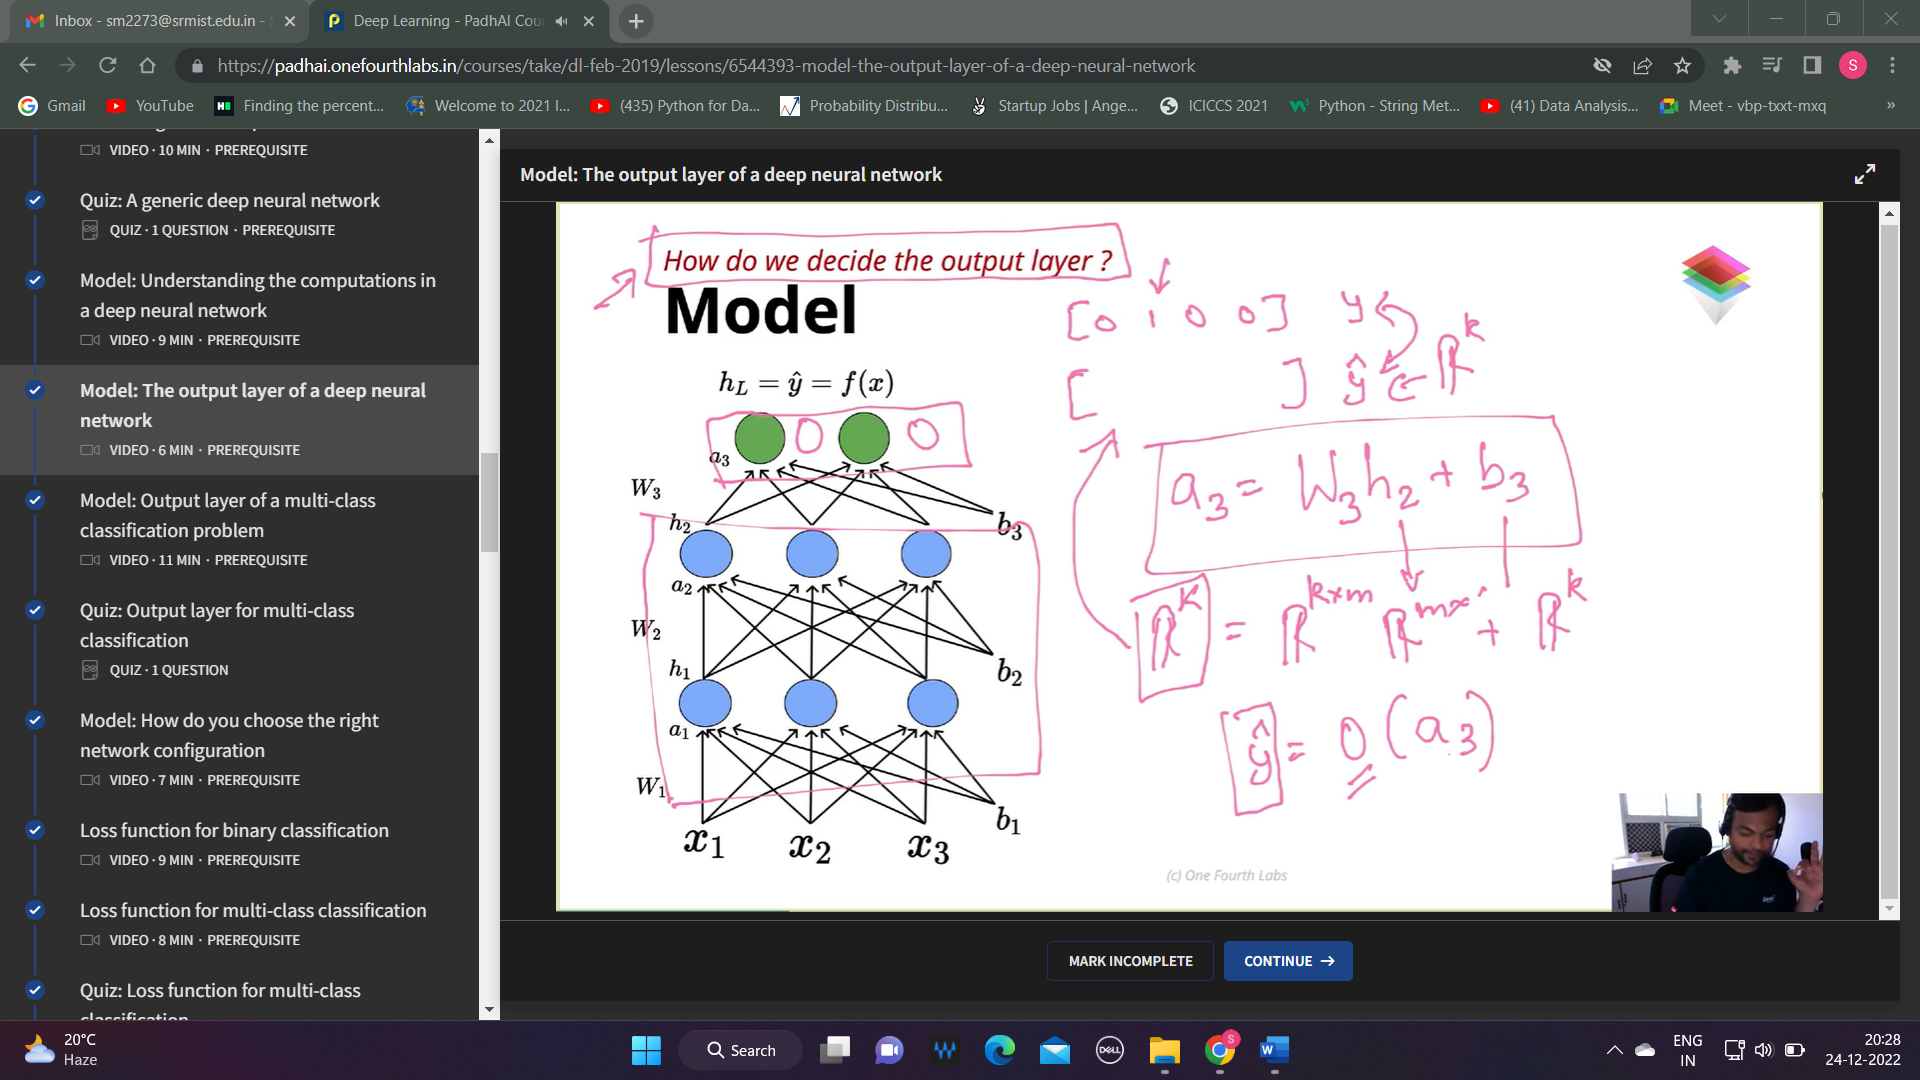 Inbox - sm2273@srmist.edu.in -
Deep Learning - PadhAI Cou
https://padhai.onefourthlabs.in/courses/take/dl-feb-2019/lessons/6544393-model-the-output-layer-of-a-deep-neural-network
S
Gmail
YouTube
Finding the percent...
Welcome to 2021 I...
(435) Python for Da...
Probability Distribu...
Startup Jobs | Ange...
ICICCS 2021
Python - String Met...
(41) Data Analysis...
Meet - vbp-txxt-mxq
»
VIDEO · 10 MIN · PREREQUISITE
Quiz: A generic deep neural network
QUIZ · 1 QUESTION · PREREQUISITE
Model: Understanding the computations in
a deep neural network
VIDEO · 9 MIN · PREREQUISITE
Model: The output layer of a deep neural
network
VIDEO · 6 MIN · PREREQUISITE
Model: Output layer of a multi-class
classification problem
VIDEO · 11 MIN · PREREQUISITE
Quiz: Output layer for multi-class
classification
QUIZ · 1 QUESTION
Model: How do you choose the right
network configuration
VIDEO · 7 MIN · PREREQUISITE
Loss function for binary classification
VIDEO · 9 MIN · PREREQUISITE
Loss function for multi-class classification
VIDEO · 8 MIN · PREREQUISITE
Quiz: Loss function for multi-class
classification
Model: The output layer of a deep neural network
How do we decide the output layer ?
Model
h_L = ŷ = f(x)
a₃
W₃
h₂
b₃
a₂
W₂
h₁
b₂
a₁
W₁
b₁
x₁ x₂ x₃
[0 1 0 0] y
[ ] ŷ ℝᵏ
a₃ = W₃h₂ + b₃
ℝᵏ = ℝᵏˣᵐ ℝᵐˣ¹ + ℝᵏ
ŷ = O(a₃)
(c) One Fourth Labs
MARK INCOMPLETE
CONTINUE →
20°C
Haze
Search
DELL
S
W
ENG
IN
20:28
24-12-2022